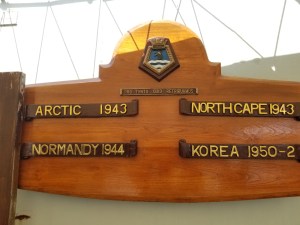 ARCTIC 1943
NORTH CAPE 1943
NORMANDY 1944
KOREA 1950-2